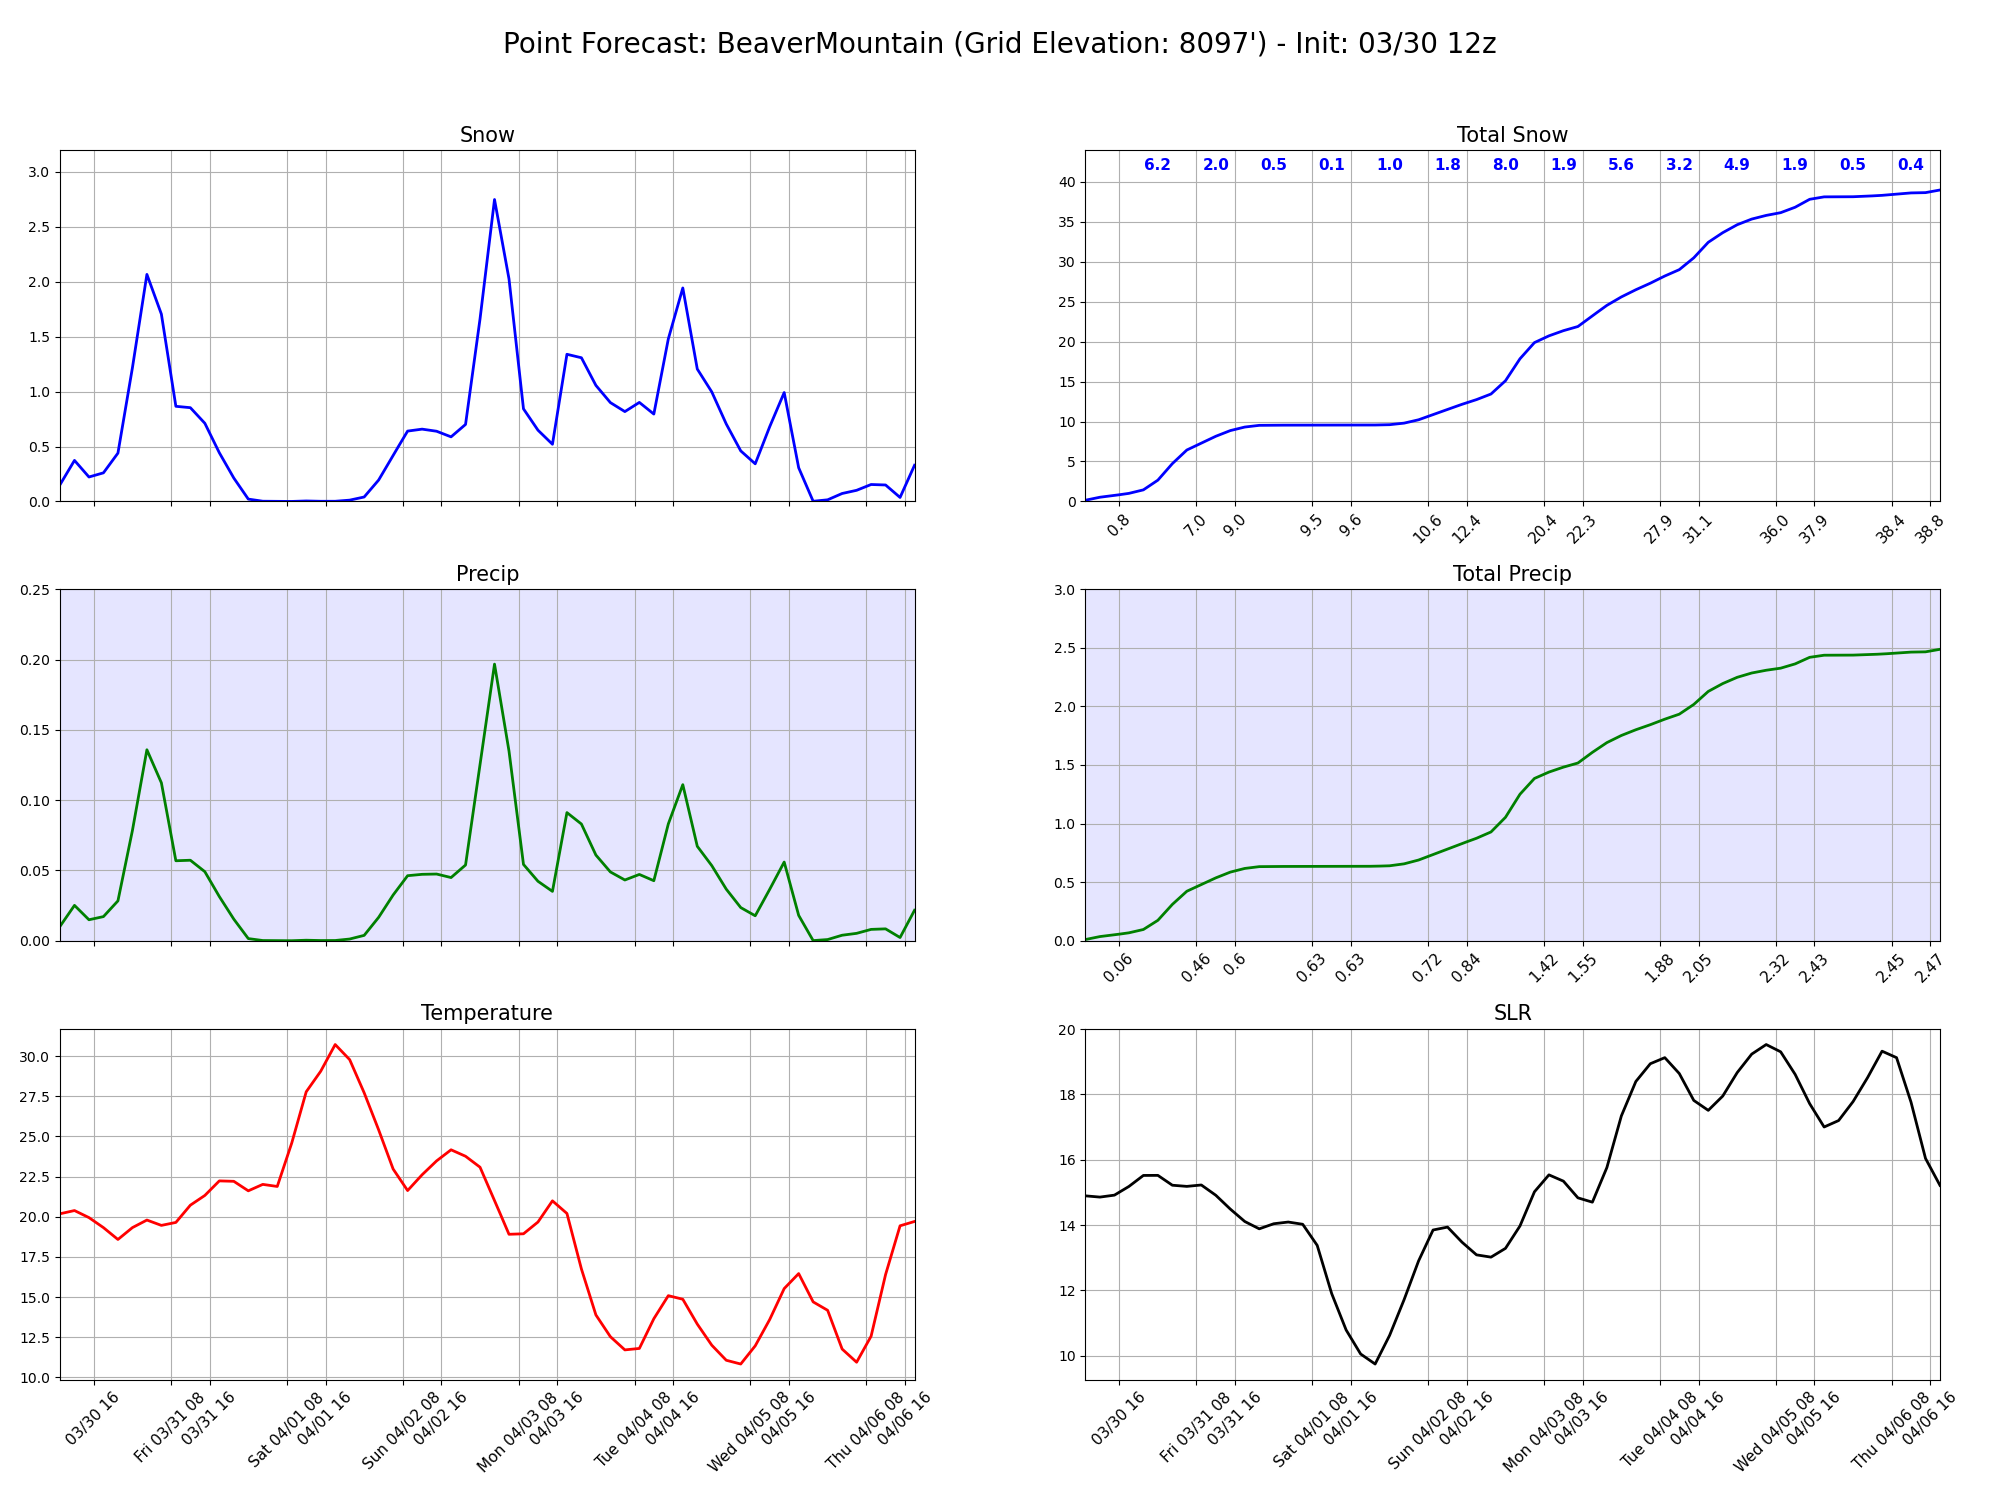 Point Forecast: BeaverMountain (Grid Elevation: 8097') - Init: 03/30 12z
Snow
3.0
2.5
2.0
1.5
1.0
0.5
0.0
Total Snow
6.2 2.0 0.5 0.1 1.0 1.8 8.0 1.9 5.6 3.2 4.9 1.9 0.5 0.4
40
35
30
25
20
15
10
5
0
0.8 7.0 9.0 9.5 9.6 10.6 12.4 20.4 22.3 27.9 31.1 36.0 37.9 38.4 38.8
Precip
0.25
0.20
0.15
0.10
0.05
0.00
Total Precip
3.0
2.5
2.0
1.5
1.0
0.5
0.0
0.06 0.46 0.6 0.63 0.63 0.72 0.84 1.42 1.55 1.88 2.05 2.32 2.43 2.45 2.47
Temperature
30.0
27.5
25.0
22.5
20.0
17.5
15.0
12.5
10.0
03/30 16
Fri 03/31 08
03/31 16
Sat 04/01 08
04/01 16
Sun 04/02 08
04/02 16
Mon 04/03 08
04/03 16
Tue 04/04 08
04/04 16
Wed 04/05 08
04/05 16
Thu 04/06 08
04/06 16
SLR
20
18
16
14
12
10
03/30 16
Fri 03/31 08
03/31 16
Sat 04/01 08
04/01 16
Sun 04/02 08
04/02 16
Mon 04/03 08
04/03 16
Tue 04/04 08
04/04 16
Wed 04/05 08
04/05 16
Thu 04/06 08
04/06 16